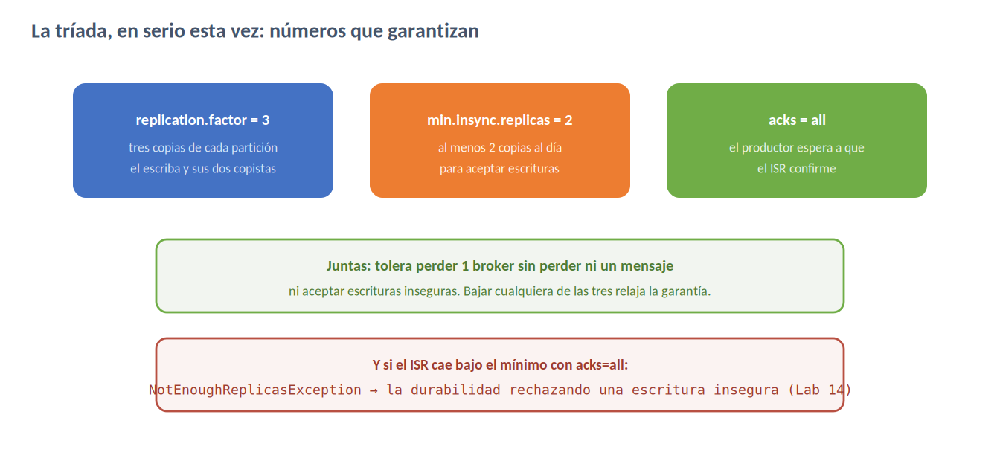 La tríada, en serio esta vez: números que garantizan
replication.factor = 3
tres copias de cada partición
el escriba y sus dos copistas
min.insync.replicas = 2
al menos 2 copias al día
para aceptar escrituras
acks = all
el productor espera a que
el ISR confirme
Juntas: tolera perder 1 broker sin perder ni un mensaje
ni aceptar escrituras inseguras. Bajar cualquiera de las tres relaja la garantía.
Y si el ISR cae bajo el mínimo con acks=all:
NotEnoughReplicasException → la durabilidad rechazando una escritura insegura (Lab 14)